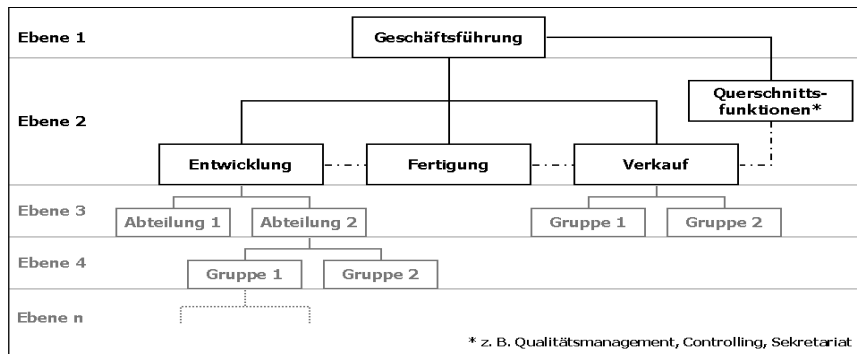 Ebene 1
Geschäftsführung
Querschnitts-
funktionen*
Ebene 2
Entwicklung
Fertigung
Verkauf
Ebene 3
Abteilung 1
Abteilung 2
Gruppe 1
Gruppe 2
Ebene 4
Gruppe 1
Gruppe 2
Ebene n
* z. B. Qualitätsmanagement, Controlling, Sekretariat